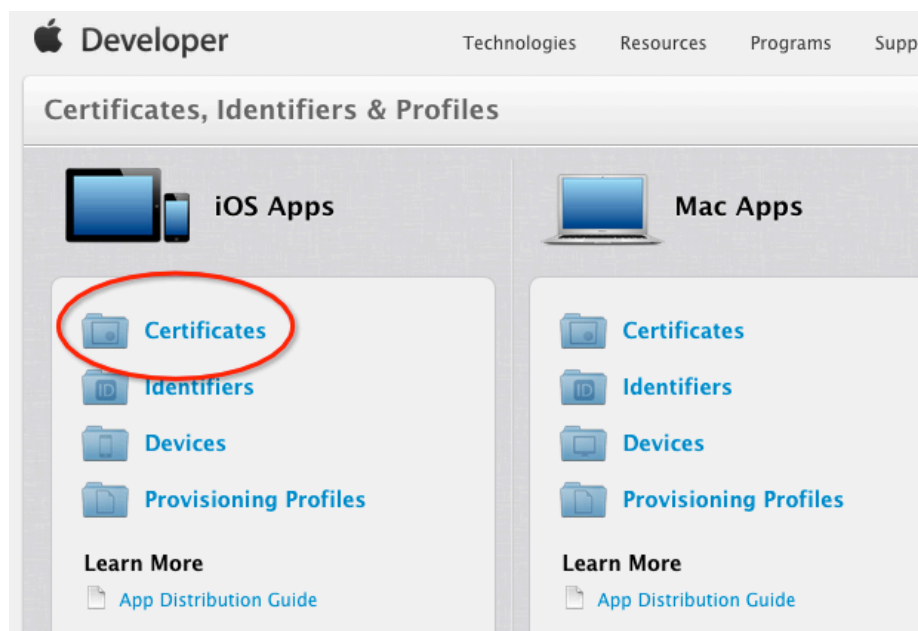 Developer
Technologies Resources Programs Supp
Certificates, Identifiers & Profiles
iOS Apps
Certificates
Identifiers
Devices
Provisioning Profiles
Learn More
App Distribution Guide
Mac Apps
Certificates
Identifiers
Devices
Provisioning Profiles
Learn More
App Distribution Guide